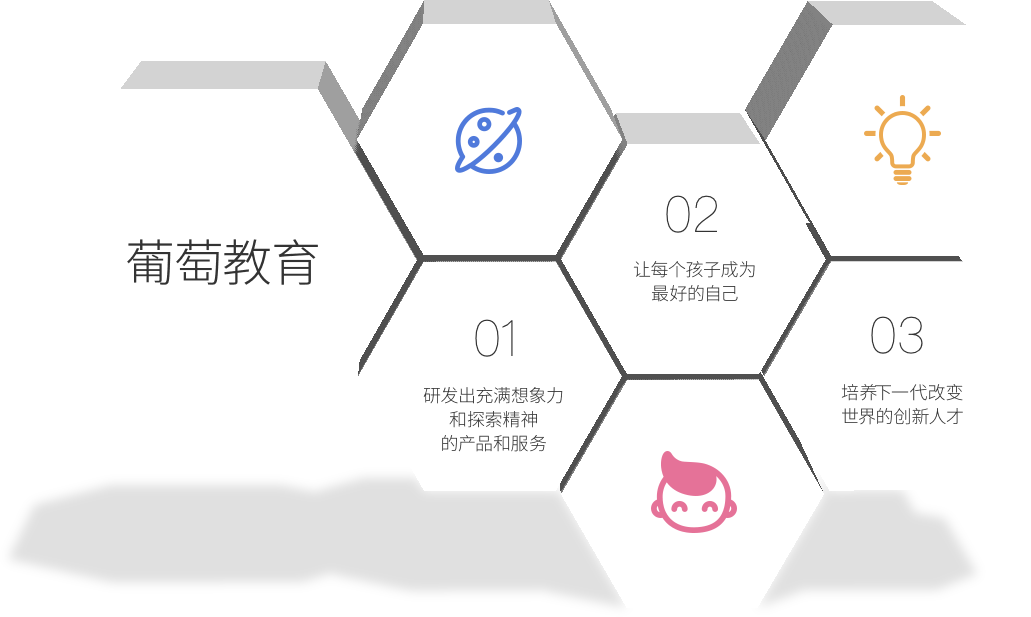 葡萄教育
01
研发出充满想象力
和探索精神
的产品和服务
02
让每个孩子成为
最好的自己
03
培养下一代改变
世界的创新人才